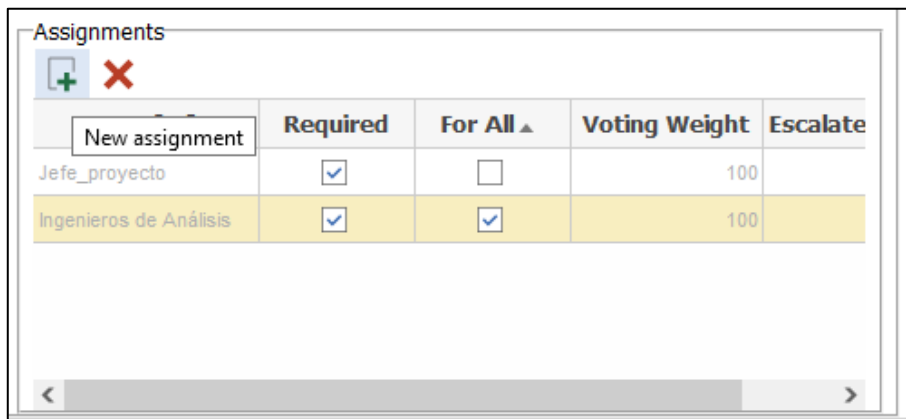 Assignments
New assignment
Required For All Voting Weight Escalate
Jefe_proyecto 100
Ingenieros de Análisis 100